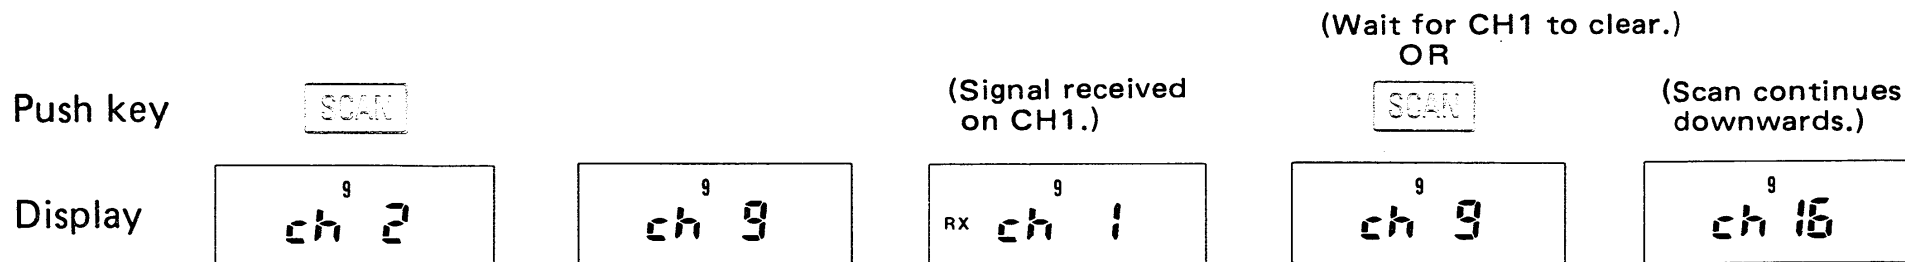 (Wait for CH1 to clear.)
OR
Push key SCAN (Signal received on CH1.) SCAN (Scan continues downwards.)
9 9 9 9 9
Display ch 2 ch 9 RX ch 1 ch 9 ch 16